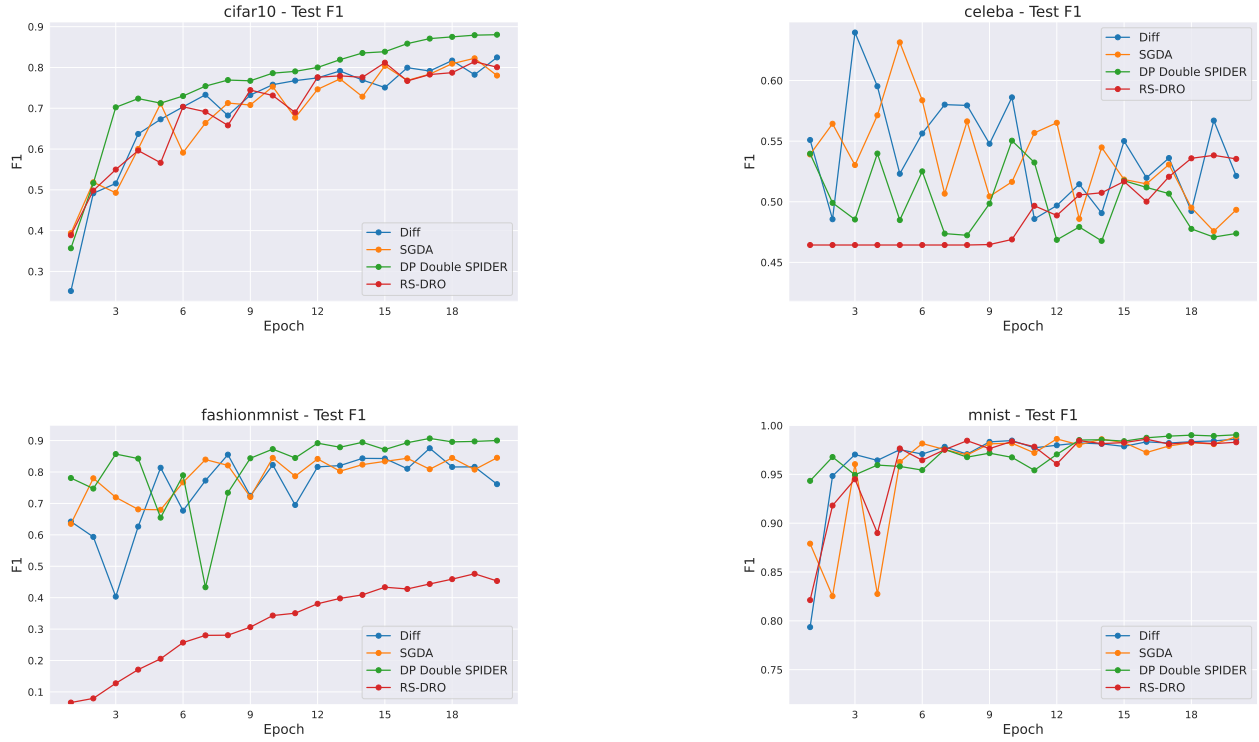 cifar10 - Test F1
0.9
0.8
0.7
0.6
0.5
0.4
0.3
F1
Diff
SGDA
DP Double SPIDER
RS-DRO
3 6 9 12 15 18
Epoch
celeba - Test F1
0.60
0.55
0.50
0.45
F1
Diff
SGDA
DP Double SPIDER
RS-DRO
3 6 9 12 15 18
Epoch
fashionmnist - Test F1
0.9
0.8
0.7
0.6
0.5
0.4
0.3
0.2
0.1
F1
Diff
SGDA
DP Double SPIDER
RS-DRO
3 6 9 12 15 18
Epoch
mnist - Test F1
1.00
0.95
0.90
0.85
0.80
0.75
F1
Diff
SGDA
DP Double SPIDER
RS-DRO
3 6 9 12 15 18
Epoch